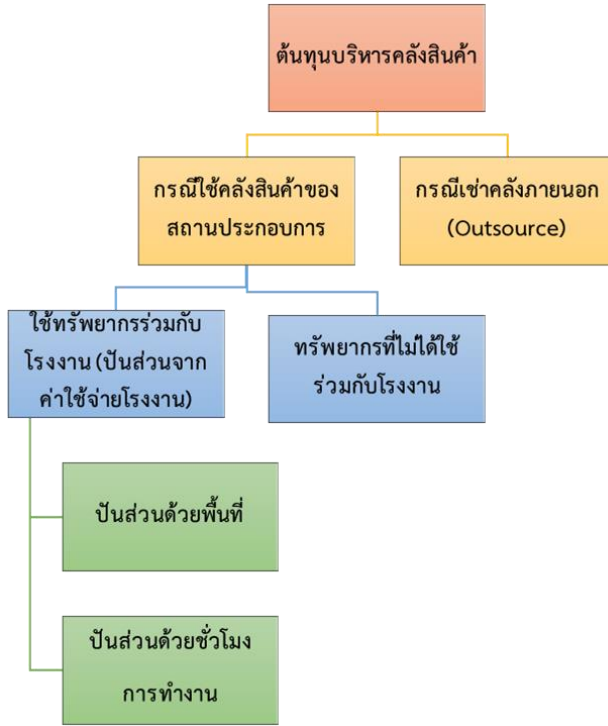 ต้นทุนบริหารคลังสินค้า
กรณีใช้คลังสินค้าของ
สถานประกอบการ
กรณีเช่าคลังภายนอก
(Outsource)
ใช้ทรัพยากรร่วมกับ
โรงงาน (ปันส่วนจาก
ค่าใช้จ่ายโรงงาน)
ทรัพยากรที่ไม่ได้ใช้
ร่วมกับโรงงาน
ปันส่วนด้วยพื้นที่
ปันส่วนด้วยชั่วโมง
การทำงาน